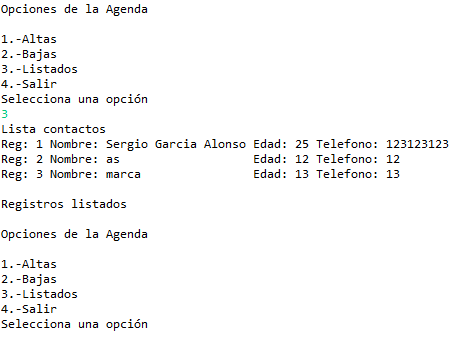 Opciones de la Agenda
1.-Altas
2.-Bajas
3.-Listados
4.-Salir
Selecciona una opción
3
Lista contactos
Reg: 1 Nombre: Sergio Garcia Alonso Edad: 25 Telefono: 123123123
Reg: 2 Nombre: as Edad: 12 Telefono: 12
Reg: 3 Nombre: marca Edad: 13 Telefono: 13
Registros listados
Opciones de la Agenda
1.-Altas
2.-Bajas
3.-Listados
4.-Salir
Selecciona una opción